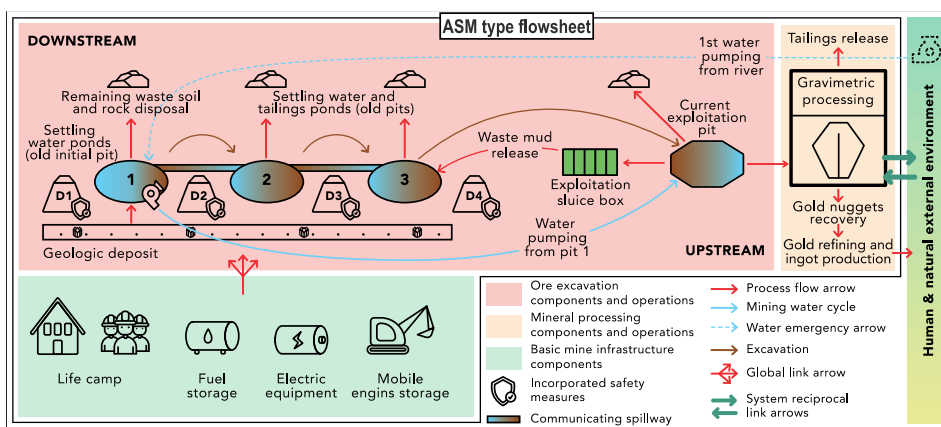 ASM type flowsheet
DOWNSTREAM
1st water
pumping
from river
Tailings release
Remaining waste soil
and rock disposal
Settling water and
tailings ponds (old pits)
Current
exploitation
pit
Gravimetric
processing
Settling
water ponds
(old initial pit)
Waste mud
release
1
2
3
D1
D2
D3
D4
Exploitation
sluice box
Gold nuggets
recovery
Geologic deposit
Water
pumping
from pit 1
UPSTREAM
Gold refining and
ingot production
Human & natural external environment
Life camp
Fuel
storage
Electric
equipment
Mobile
engins storage
Ore excavation
components and operations
Mineral processing
components and operations
Basic mine infrastructure
components
Incorporated safety
measures
Communicating spillway
Process flow arrow
Mining water cycle
Water emergency arrow
Excavation
Global link arrow
System reciprocal
link arrows